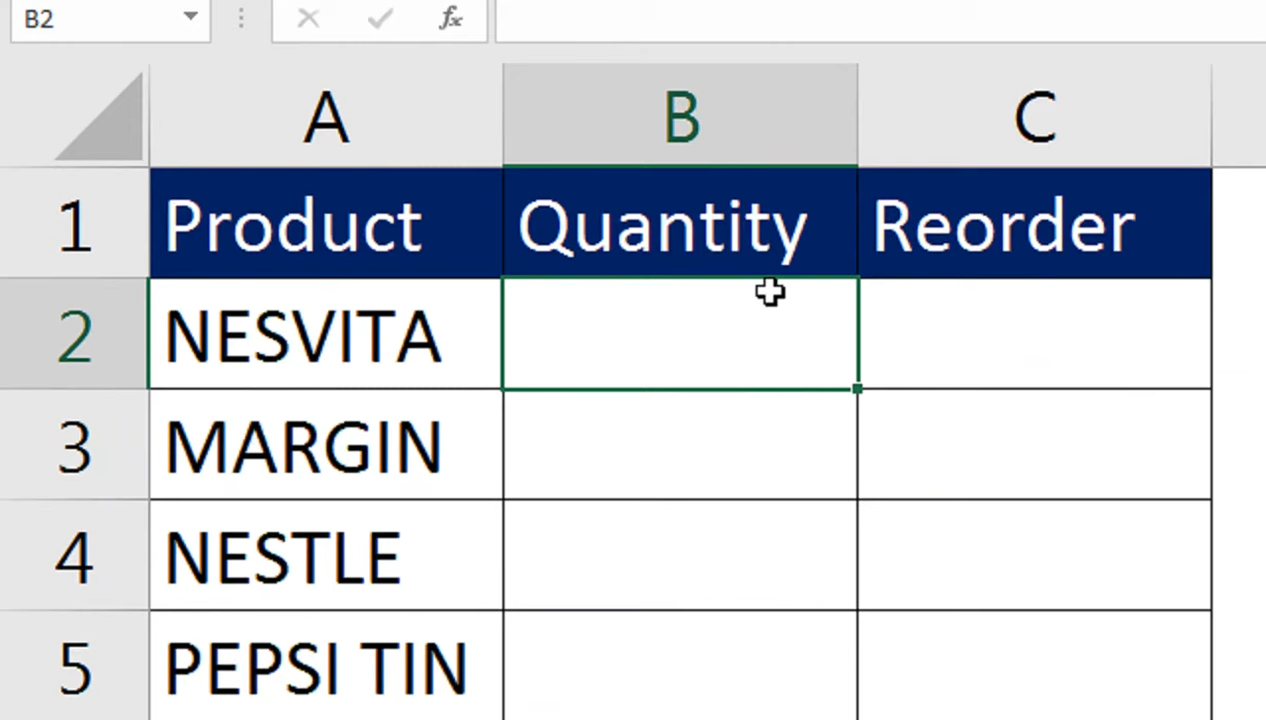 B2 fx
A B C
1 Product Quantity Reorder
2 NESVITA
3 MARGIN
4 NESTLE
5 PEPSI TIN